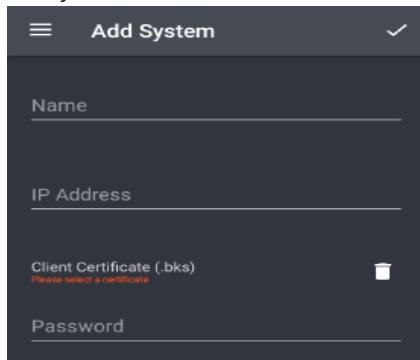 Add System
Name
IP Address
Client Certificate (.bks)
Please select a certificate
Password